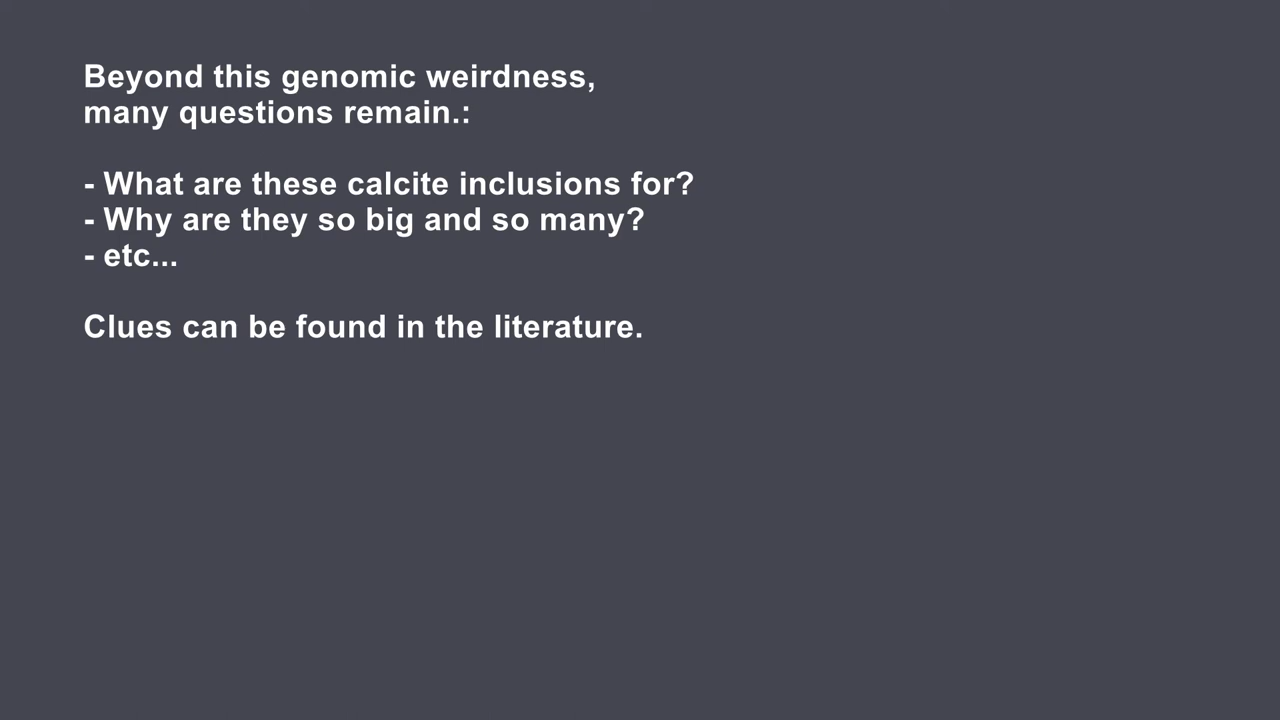 Beyond this genomic weirdness,
many questions remain.:
- What are these calcite inclusions for?
- Why are they so big and so many?
- etc...
Clues can be found in the literature.